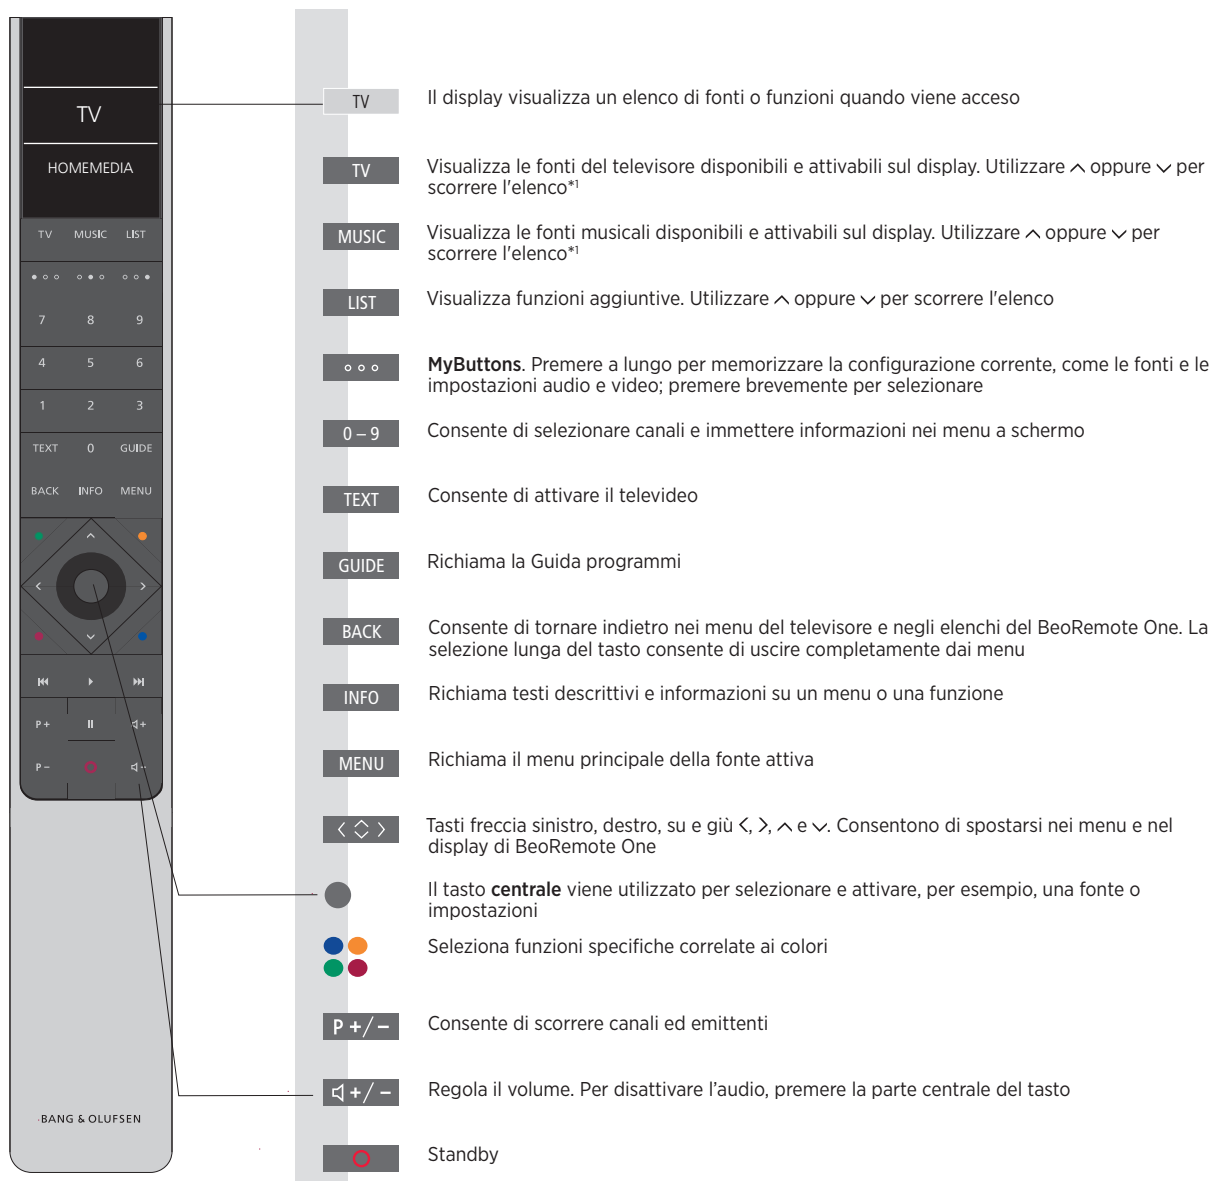 TV
HOMEMEDIA
TV MUSIC LIST
7 8 9
4 5 6
1 2 3
TEXT 0 GUIDE
BACK INFO MENU
P + +
P − −
BANG & OLUFSEN
TV Il display visualizza un elenco di fonti o funzioni quando viene acceso
TV Visualizza le fonti del televisore disponibili e attivabili sul display. Utilizzare ∧ oppure ∨ per
scorrere l'elenco*1
MUSIC Visualizza le fonti musicali disponibili e attivabili sul display. Utilizzare ∧ oppure ∨ per
scorrere l'elenco*1
LIST Visualizza funzioni aggiuntive. Utilizzare ∧ oppure ∨ per scorrere l'elenco
MyButtons. Premere a lungo per memorizzare la configurazione corrente, come le fonti e le
impostazioni audio e video; premere brevemente per selezionare
0 – 9 Consente di selezionare canali e immettere informazioni nei menu a schermo
TEXT Consente di attivare il televideo
GUIDE Richiama la Guida programmi
BACK Consente di tornare indietro nei menu del televisore e negli elenchi del BeoRemote One. La
selezione lunga del tasto consente di uscire completamente dai menu
INFO Richiama testi descrittivi e informazioni su un menu o una funzione
MENU Richiama il menu principale della fonte attiva
Tasti freccia sinistro, destro, su e giù <, >, ∧ e ∨. Consentono di spostarsi nei menu e nel
display di BeoRemote One
Il tasto centrale viene utilizzato per selezionare e attivare, per esempio, una fonte o
impostazioni
Seleziona funzioni specifiche correlate ai colori
P +/− Consente di scorrere canali ed emittenti
+/− Regola il volume. Per disattivare l’audio, premere la parte centrale del tasto
Standby